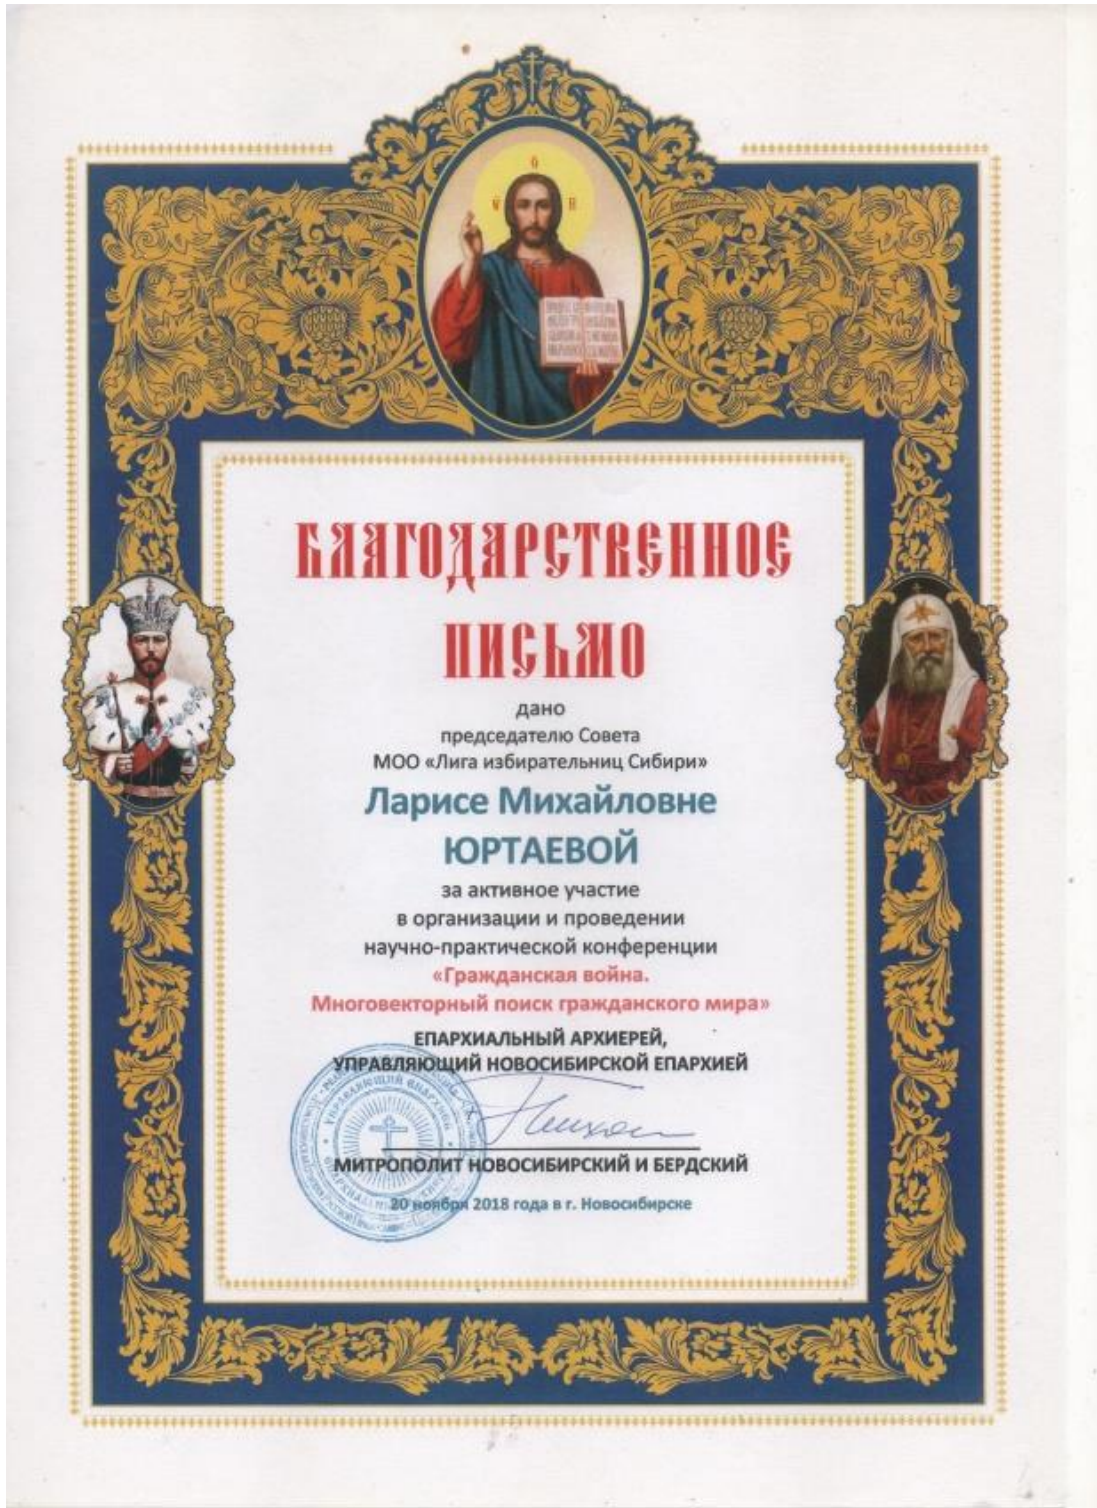 БЛАГОДАРСТВЕННОЕ
ПИСЬМО
дано
председателю Совета
МОО «Лига избирательниц Сибири»
Ларисе Михайловне
ЮРТАЕВОЙ
за активное участие
в организации и проведении
научно-практической конференции
«Гражданская война.
Многовекторный поиск гражданского мира»
ЕПАРХИАЛЬНЫЙ АРХИЕРЕЙ,
УПРАВЛЯЮЩИЙ НОВОСИБИРСКОЙ ЕПАРХИЕЙ
МИТРОПОЛИТ НОВОСИБИРСКИЙ И БЕРДСКИЙ
20 ноября 2018 года в г. Новосибирске